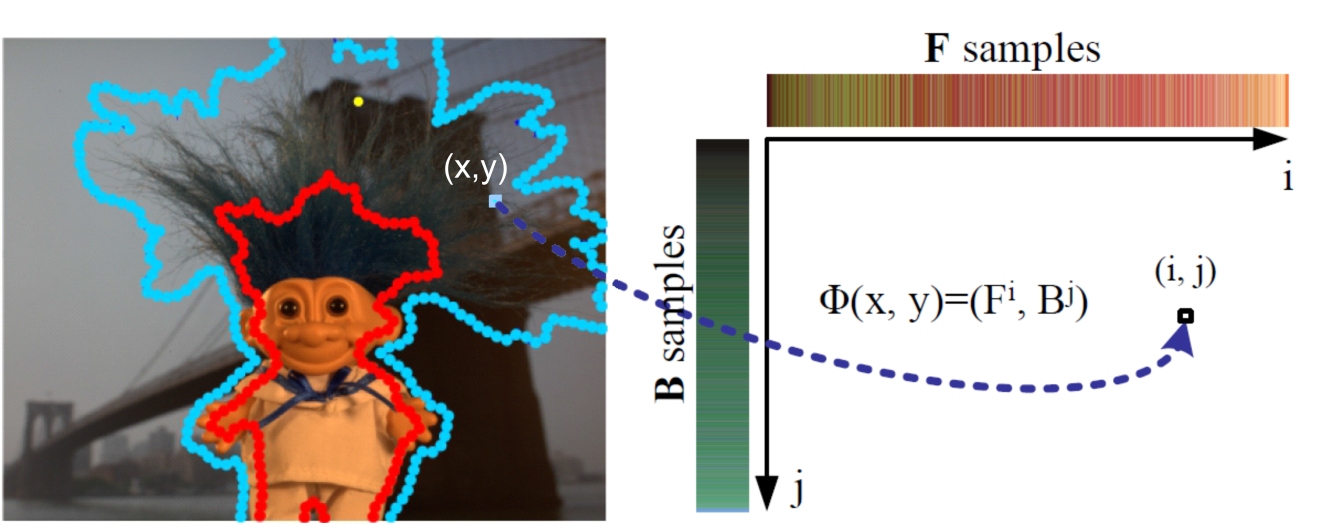 (x,y)
F samples
i
B samples
Φ(x, y)=(Fⁱ, Bʲ)
(i, j)
j